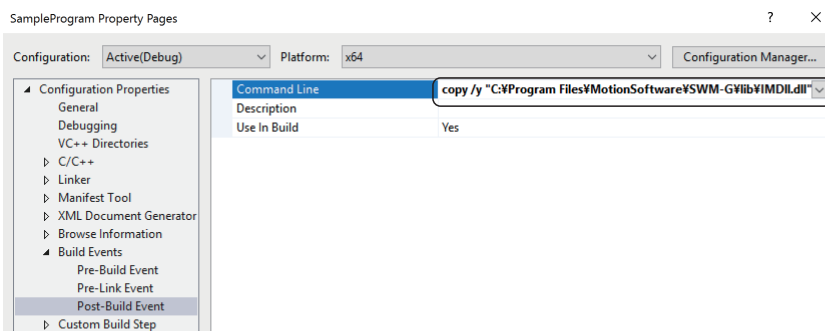 SampleProgram Property Pages ? ×
Configuration: Active(Debug) Platform: x64 Configuration Manager...
Configuration Properties
General
Debugging
VC++ Directories
C/C++
Linker
Manifest Tool
XML Document Generator
Browse Information
Build Events
Pre-Build Event
Pre-Link Event
Post-Build Event
Custom Build Step
Command Line copy /y "C:¥Program Files¥MotionSoftware¥SWM-G¥lib¥IMDll.dll"
Description
Use In Build Yes